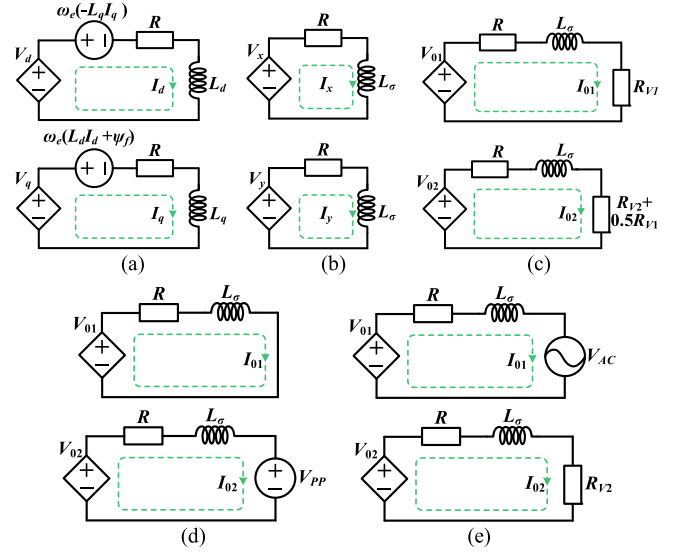 ωe(-LqIq)
R
Vd
Id
Ld
ωe(LdId +ψf)
R
Vq
Iq
Lq
(a)
R
Vx
Ix
Lσ
R
Vy
Iy
Lσ
(b)
R
Lσ
V01
I01
RV1
R
Lσ
V02
I02
RV2+
0.5RV1
(c)
R
Lσ
V01
I01
R
Lσ
V02
I02
VPP
(d)
R
Lσ
V01
I01
VAC
R
Lσ
V02
I02
RV2
(e)